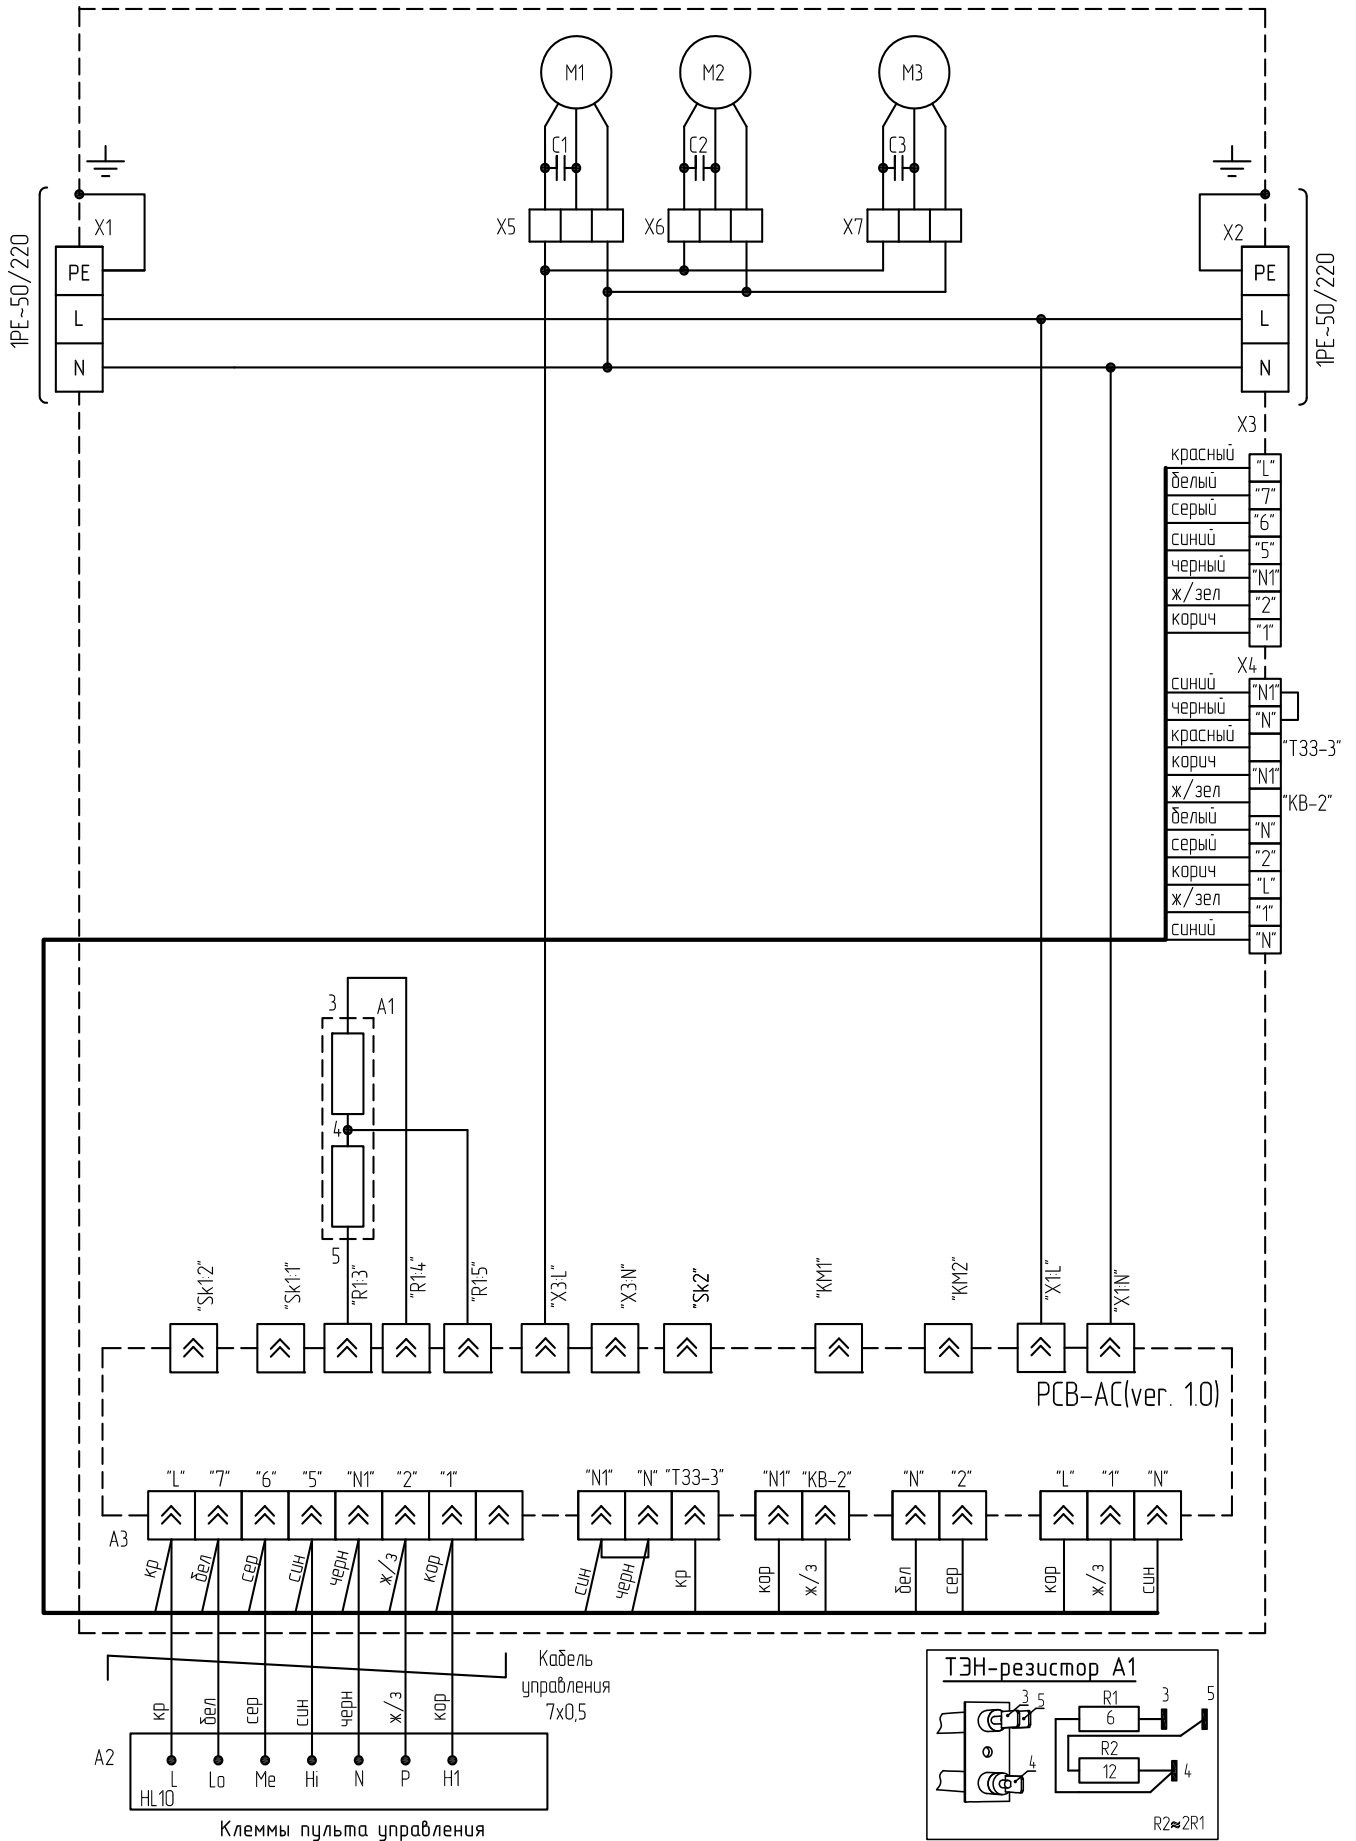 M1
M2
M3
C1
C2
C3
X1
X5
X6
X7
X2
1PE~50/220
PE
L
N
PE
L
N
1PE~50/220
X3
красный "L"
белый "7"
серый "6"
синий "5"
черный "N1"
ж/зел "2"
корич "1"
X4
синий "N1"
черный "N"
красный "ТЗЗ-3"
корич "N1"
ж/зел "КВ-2"
белый "N"
серый "2"
корич "L"
ж/зел "1"
синий "N"
3
A1
4
5
"Sk1:2"
"Sk1:1"
"R1:3"
"R1:4"
"R1:5"
"X3:L"
"X3:N"
"Sk2"
"KM1"
"KM2"
"X1:L"
"X1:N"
PCB-AC(ver. 1.0)
"L" "7" "6" "5" "N1" "2" "1"
"N1" "N" "ТЗЗ-3"
"N1" "КВ-2"
"N" "2"
"L" "1" "N"
A3
кр бел сер син черн ж/з кор
син черн кр
кор ж/з
бел сер
кор ж/з син
Кабель
управления
7х0,5
кр бел сер син черн ж/з кор
A2
L Lo Me Hi N P H1
HL10
Клеммы пульта управления
ТЭН-резистор А1
3
5
4
R1
6
3
5
R2
12
4
R2≈2R1